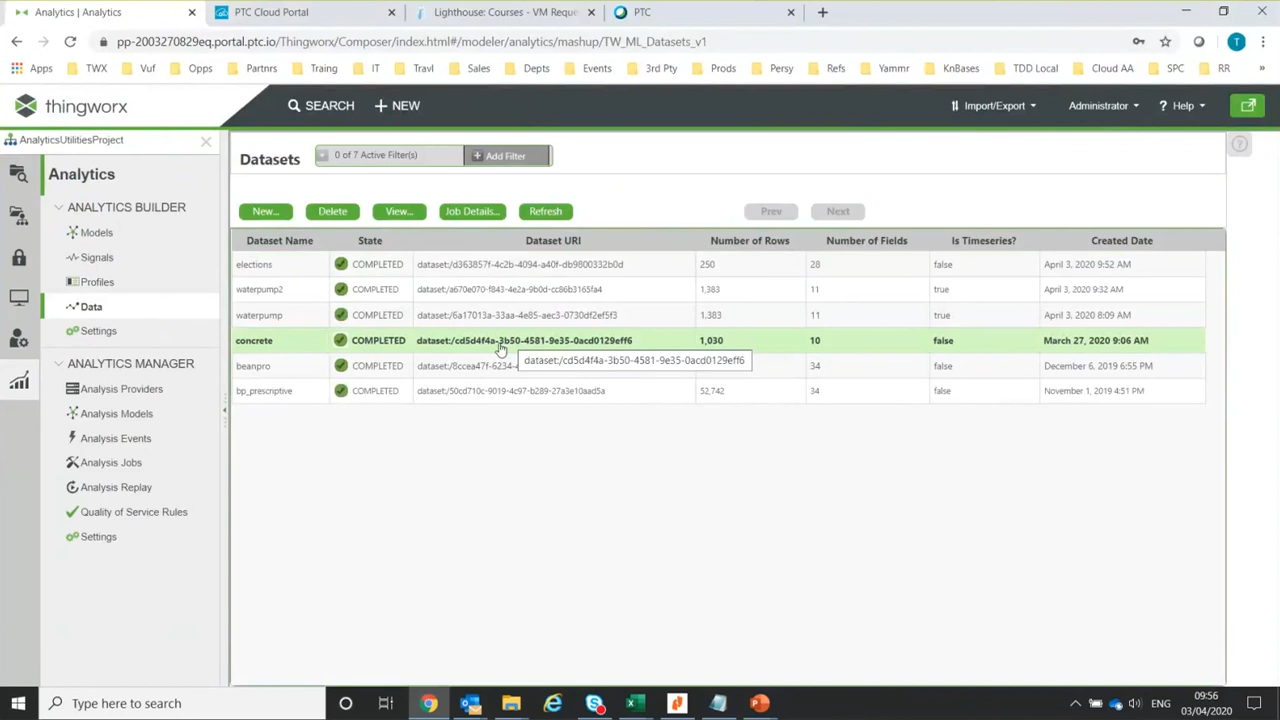 Analytics | Thingworx
PTC Cloud Portal
Lighthouse: Courses - VM Reque
PTC
pp-2003270829eq.portal.ptc.io/Thingworx/Composer/index.html#/modeler/analytics/mashup/TW_ML_Datasets_v1
T
Apps TWX Vuf Opps Partnrs Traing IT Travl Sales Depts Events 3rd Pty Prods Persy Refs Yammr KnBases TDD Local Cloud AA SPC RR »
thingworx SEARCH + NEW Import/Export Administrator ? Help
AnalyticsUtilitiesProject
Analytics
ANALYTICS BUILDER
Models
Signals
Profiles
Data
Settings
ANALYTICS MANAGER
Analysis Providers
Analysis Models
Analysis Events
Analysis Jobs
Analysis Replay
Quality of Service Rules
Settings
Datasets 0 of 7 Active Filter(s) + Add Filter
New... Delete View... Job Details... Refresh Prev Next
Dataset Name State Dataset URI Number of Rows Number of Fields Is Timeseries? Created Date
elections COMPLETED dataset:/d363857f-4c2b-4094-a40f-db9800332b0d 250 28 false April 3, 2020 9:52 AM
waterpump2 COMPLETED dataset:/a670e070-f843-4e2a-9b0d-cc86b3165fa4 1,383 11 true April 3, 2020 9:32 AM
waterpump COMPLETED dataset:/6a17013a-33aa-4e85-aec3-0730df2ef5f3 1,383 11 true April 3, 2020 8:09 AM
concrete COMPLETED dataset:/cd5d4f4a-3b50-4581-9e35-0acd0129eff6 1,030 10 false March 27, 2020 9:06 AM
dataset:/cd5d4f4a-3b50-4581-9e35-0acd0129eff6
beanpro COMPLETED dataset:/8ccea47f-6234-4 34 false December 6, 2019 6:55 PM
bp_prescriptive COMPLETED dataset:/50cd710c-9019-4c97-b289-27a3e10aad5a 52,742 34 false November 1, 2019 4:51 PM
Type here to search
ENG
09:56
03/04/2020